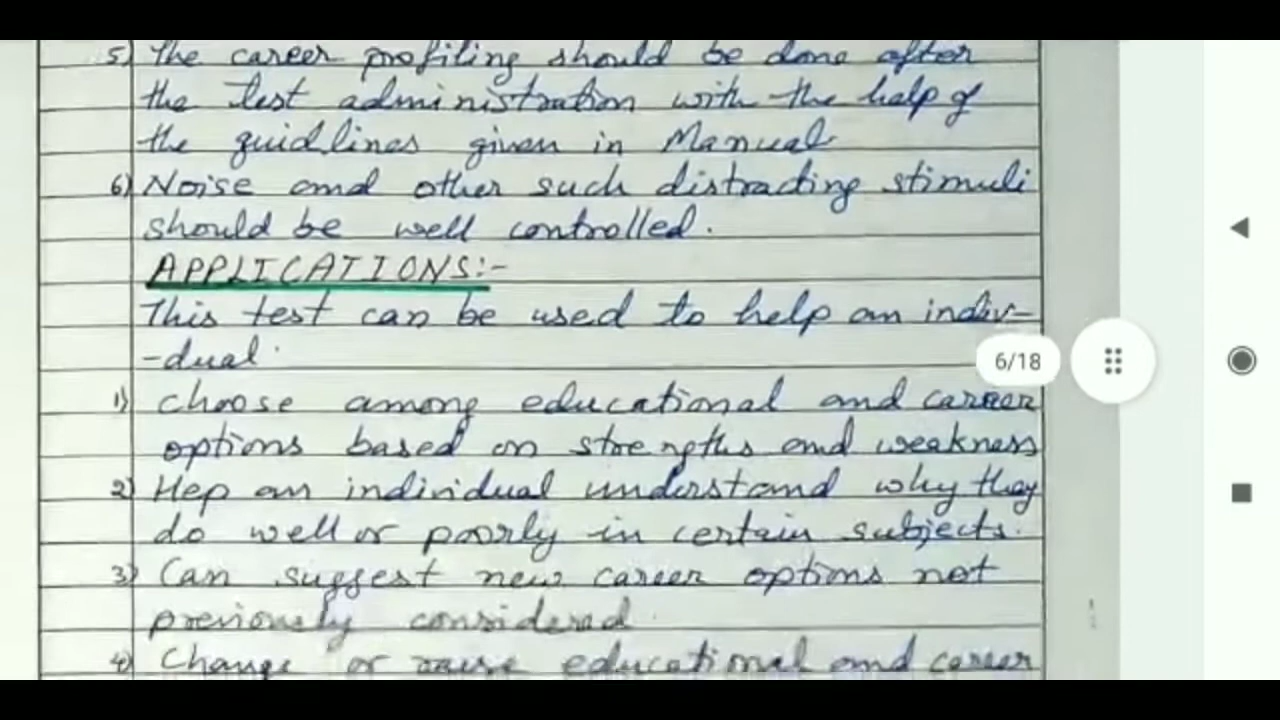 5) The career profiling should be done after
the test administration with the help of
the guidlines given in Manual
6) Noise and other such distracting stimuli
should be well controlled.
APPLICATIONS:-
This test can be used to help an indiv-
-dual.
6/18
1) choose among educational and career
options based on strengths and weakness
2) Hep an individual understand why they
do well or poorly in certain subjects.
3) Can suggest new career options not
previously considered.
4) Change or raise educational and career